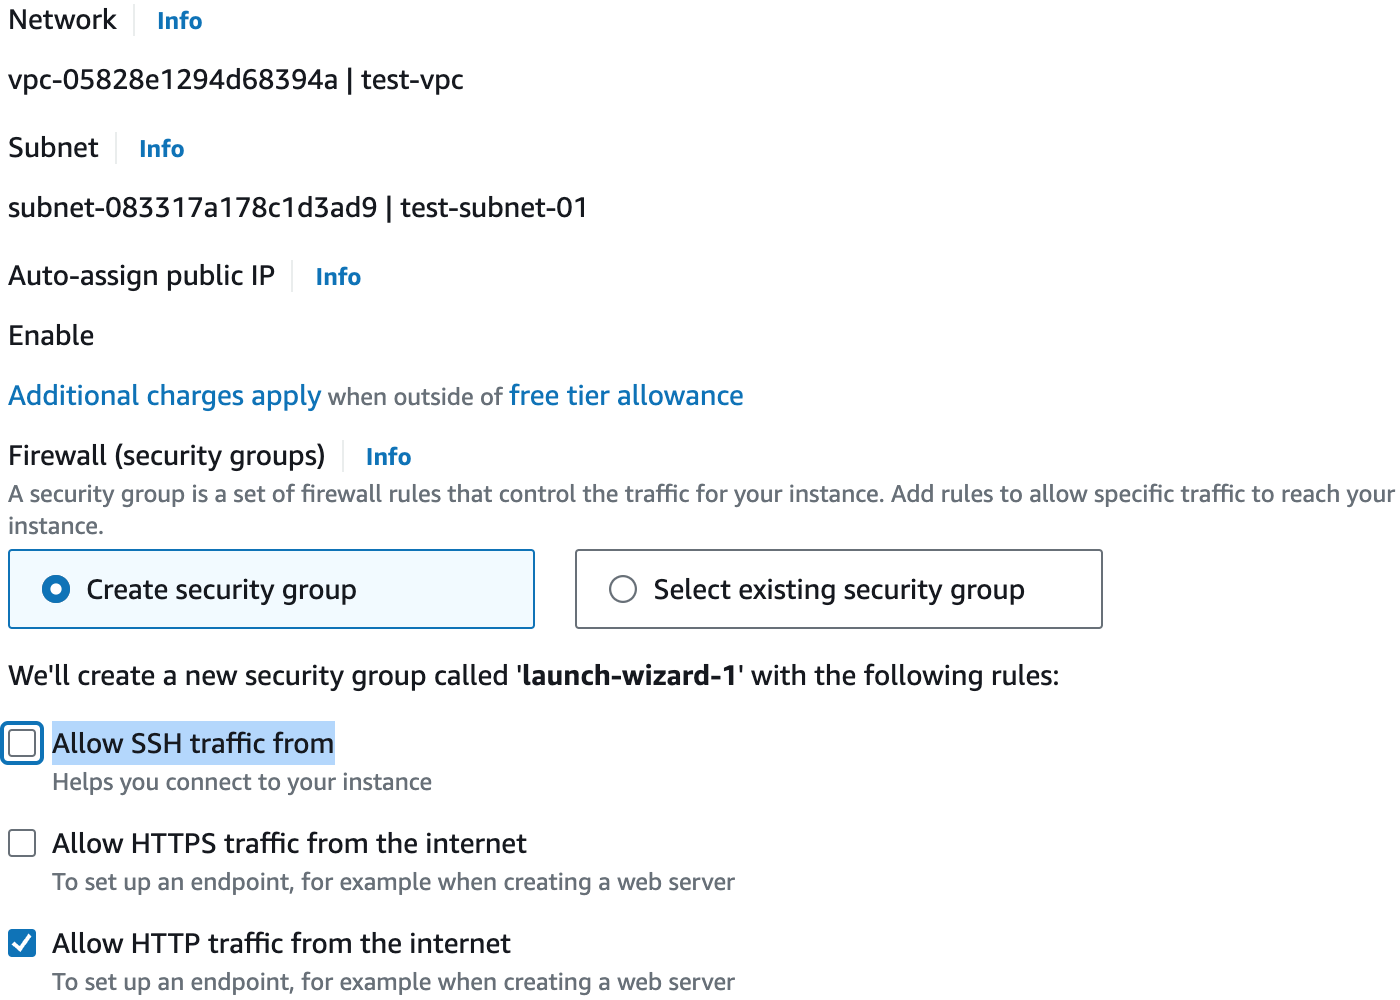 Network Info
vpc-05828e1294d68394a | test-vpc
Subnet Info
subnet-083317a178c1d3ad9 | test-subnet-01
Auto-assign public IP Info
Enable
Additional charges apply when outside of free tier allowance
Firewall (security groups) Info
A security group is a set of firewall rules that control the traffic for your instance. Add rules to allow specific traffic to reach your
instance.
Create security group Select existing security group
We'll create a new security group called 'launch-wizard-1' with the following rules:
Allow SSH traffic from
Helps you connect to your instance
Allow HTTPS traffic from the internet
To set up an endpoint, for example when creating a web server
Allow HTTP traffic from the internet
To set up an endpoint, for example when creating a web server